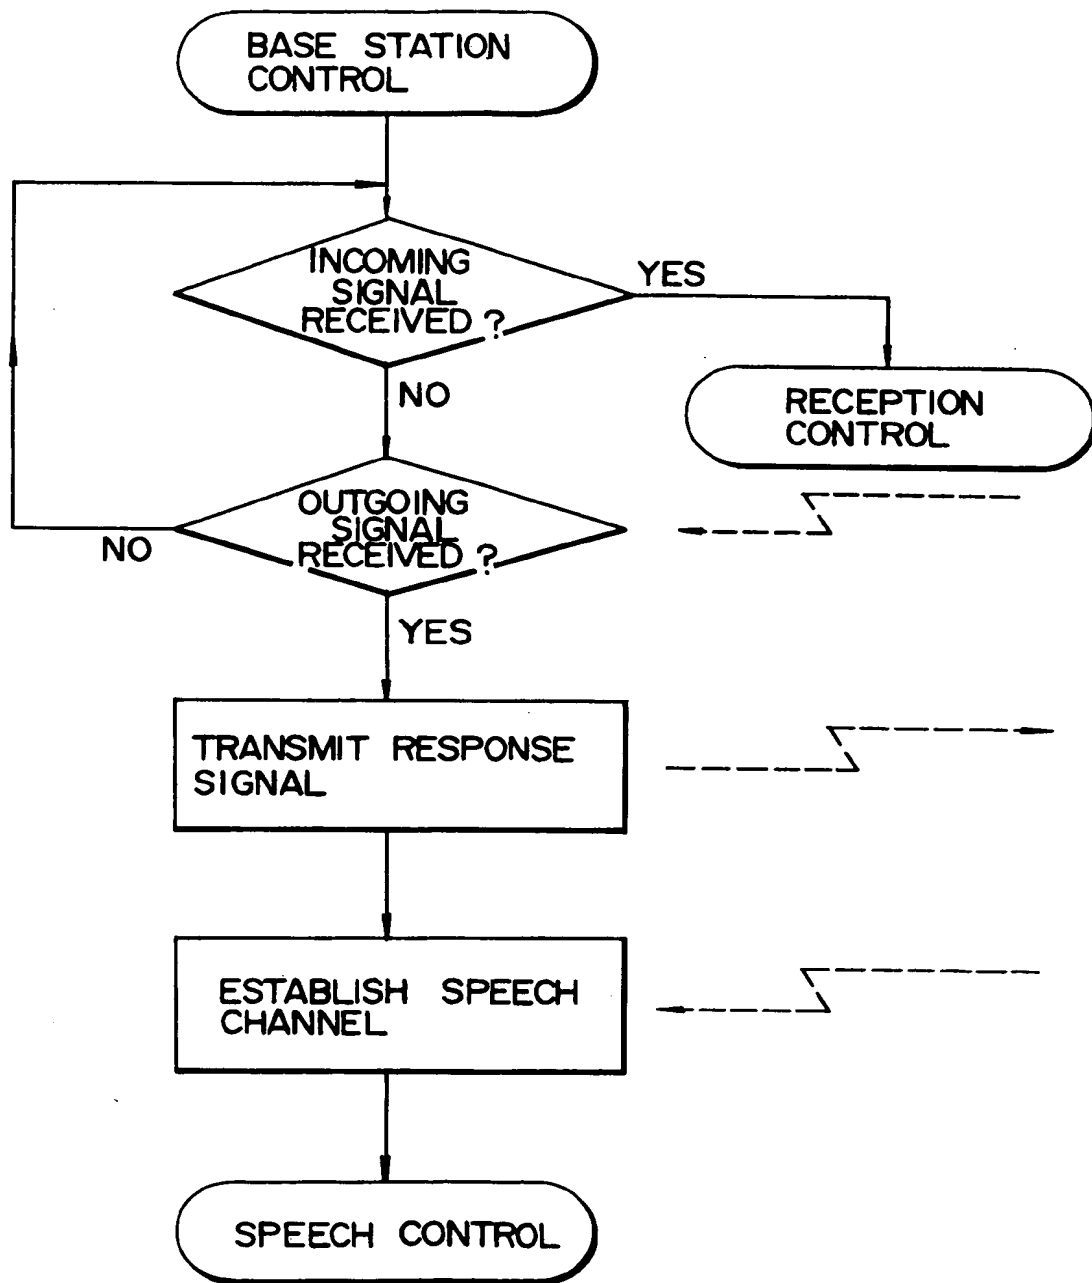 BASE STATION
CONTROL
INCOMING
SIGNAL
RECEIVED ?
YES
NO
RECEPTION
CONTROL
OUTGOING
SIGNAL
RECEIVED ?
NO
YES
TRANSMIT RESPONSE
SIGNAL
ESTABLISH SPEECH
CHANNEL
SPEECH CONTROL